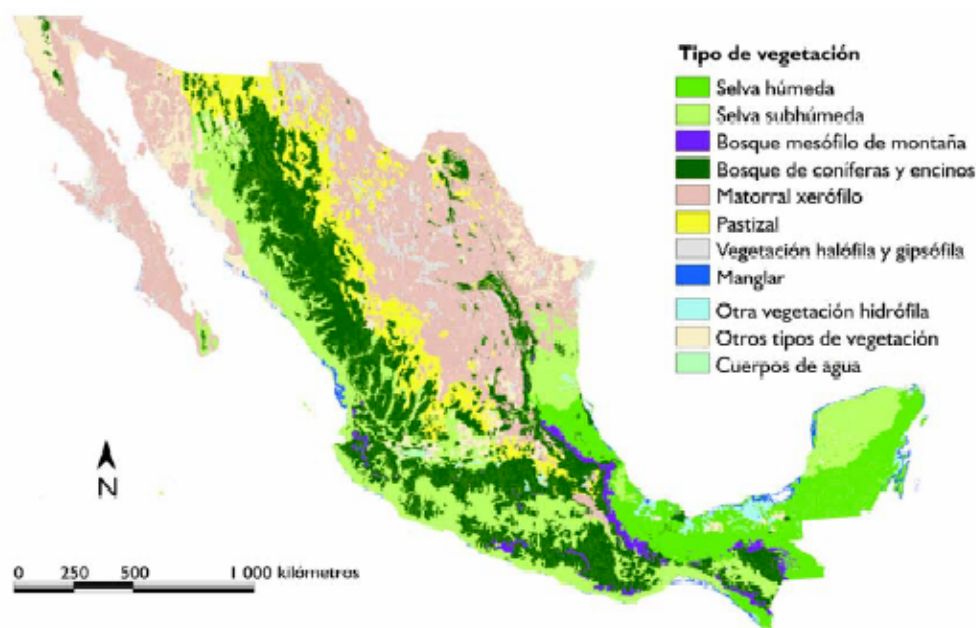 Tipo de vegetación
Selva húmeda
Selva subhúmeda
Bosque mesófilo de montaña
Bosque de coníferas y encinos
Matorral xerófilo
Pastizal
Vegetación halófila y gipsófila
Manglar
Otra vegetación hidrófila
Otros tipos de vegetación
Cuerpos de agua
N
0 250 500 1 000 kilómetros